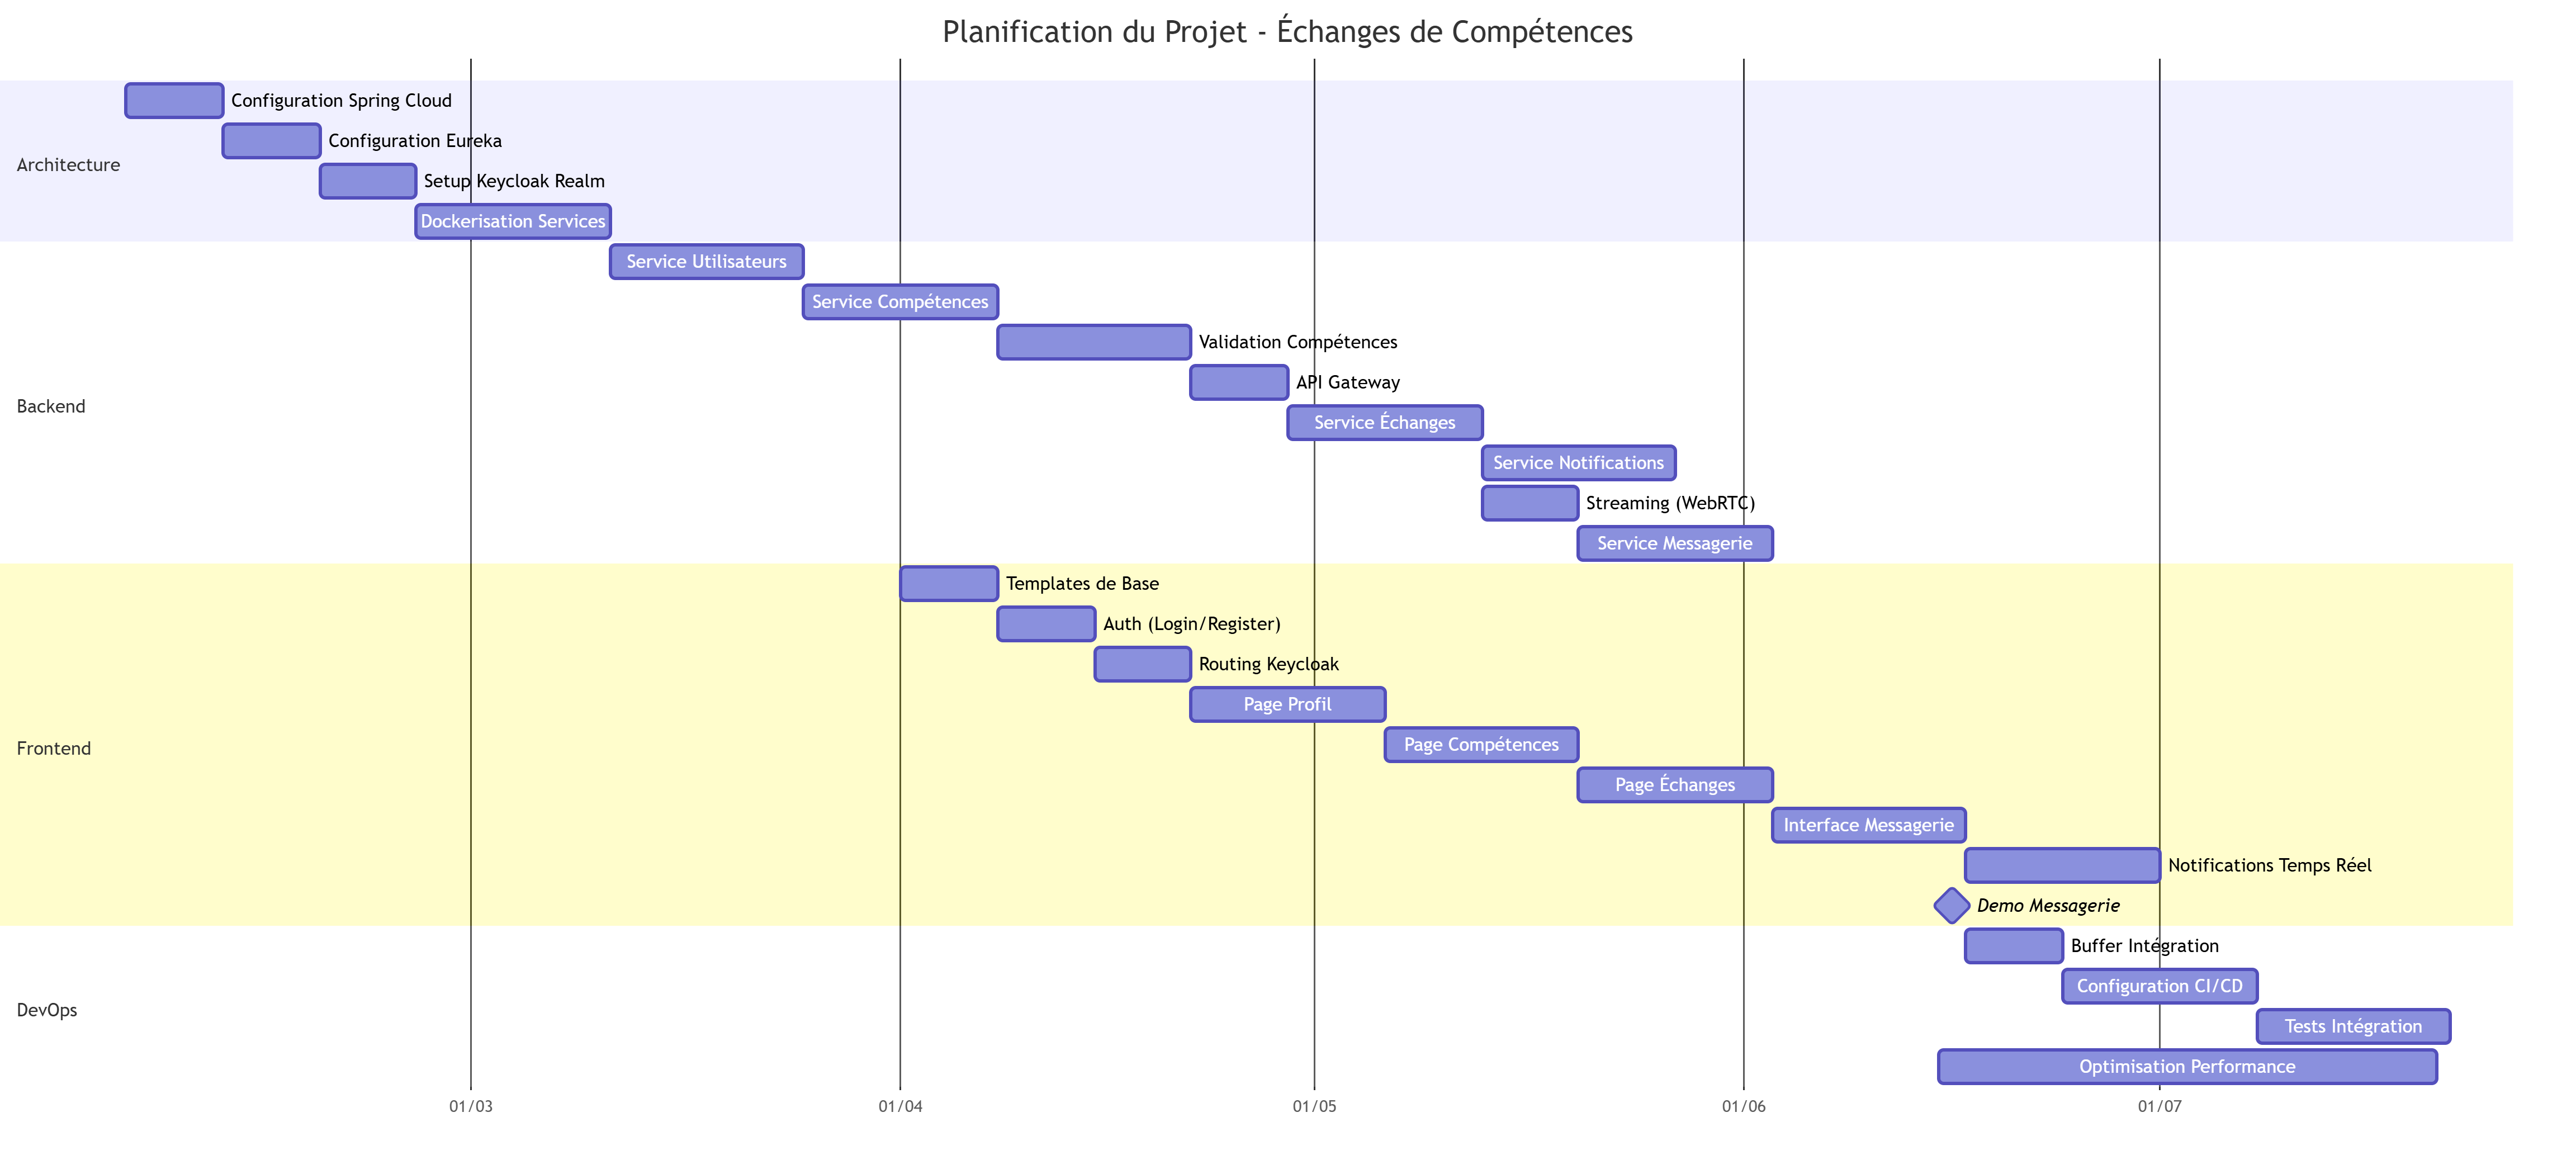 Planification du Projet - Échanges de Compétences
Architecture
Configuration Spring Cloud
Configuration Eureka
Setup Keycloak Realm
Dockerisation Services
Backend
Service Utilisateurs
Service Compétences
Validation Compétences
API Gateway
Service Échanges
Service Notifications
Streaming (WebRTC)
Service Messagerie
Frontend
Templates de Base
Auth (Login/Register)
Routing Keycloak
Page Profil
Page Compétences
Page Échanges
Interface Messagerie
Notifications Temps Réel
Demo Messagerie
DevOps
Buffer Intégration
Configuration CI/CD
Tests Intégration
Optimisation Performance
01/03 01/04 01/05 01/06 01/07